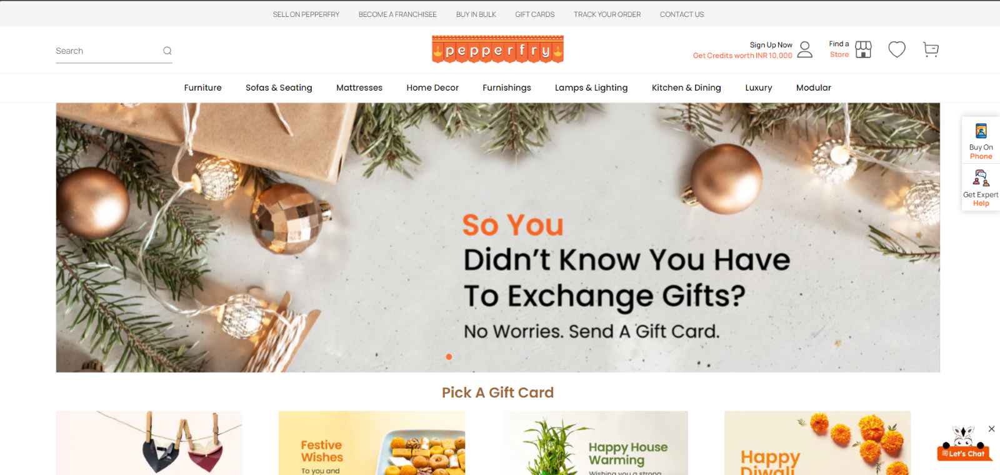 SELL ON PEPPERFRY BECOME A FRANCHISEE BUY IN BULK GIFT CARDS TRACK YOUR ORDER CONTACT US
Search
pepperfry
Sign Up Now
Get Credits worth INR 10,000
Find a
Store
Furniture Sofas & Seating Mattresses Home Decor Furnishings Lamps & Lighting Kitchen & Dining Luxury Modular
So You
Didn't Know You Have
To Exchange Gifts?
No Worries. Send A Gift Card.
Buy On
Phone
Get Expert
Help
Pick A Gift Card
Festive
Wishes
To you and
Happy House
Warming
Wishing you a strong
Happy
Diwali
Let's Chat